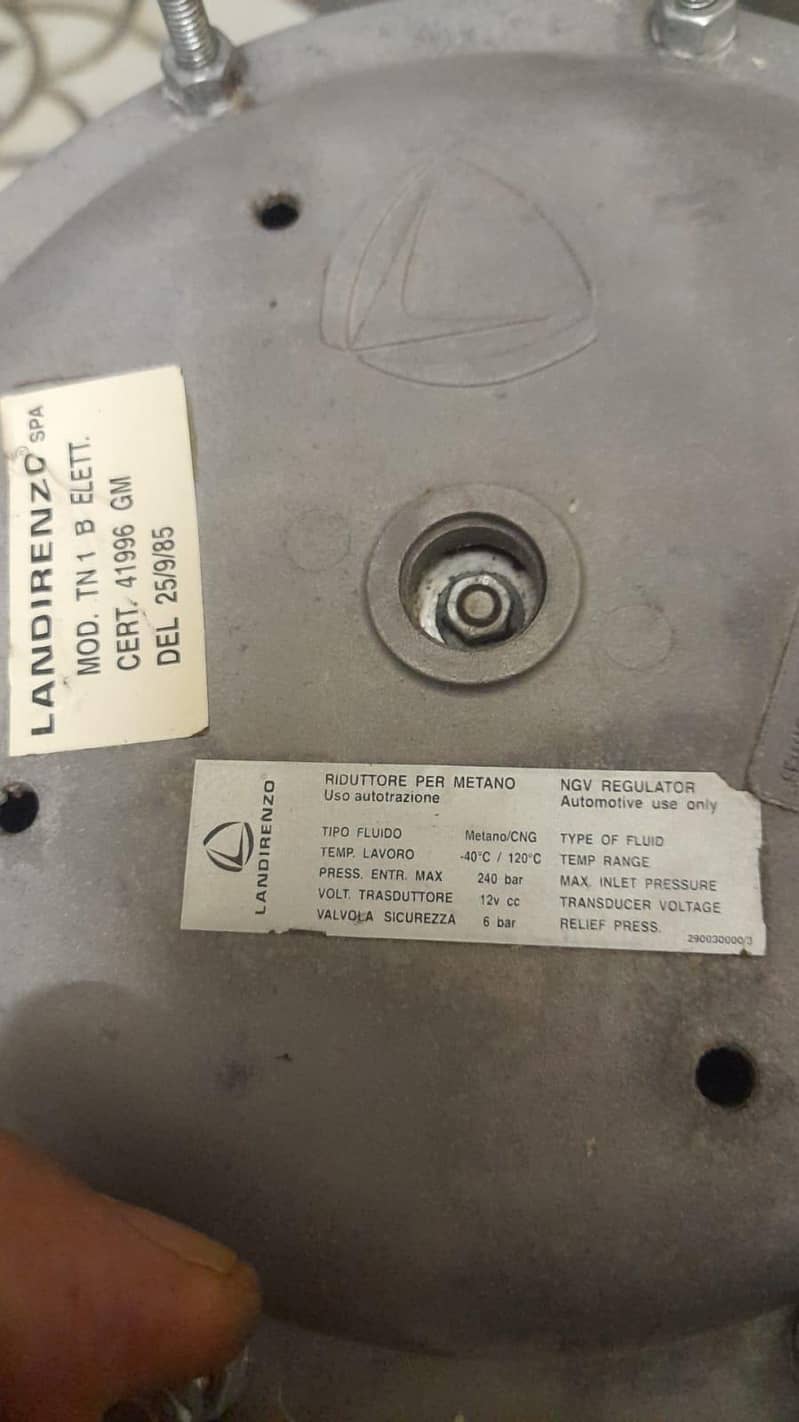 LANDIRENZO® SPA
MOD. TN1 B ELETT.
CERT. 41996 GM
DEL 25/9/85
LANDIRENZO®
RIDUTTORE PER METANO NGV REGULATOR
Uso autotrazione Automotive use only
TIPO FLUIDO Metano/CNG TYPE OF FLUID
TEMP. LAVORO -40°C / 120°C TEMP RANGE
PRESS. ENTR. MAX 240 bar MAX. INLET PRESSURE
VOLT. TRASDUTTORE 12v cc TRANSDUCER VOLTAGE
VALVOLA SICUREZZA 6 bar RELIEF PRESS.
290030000/3